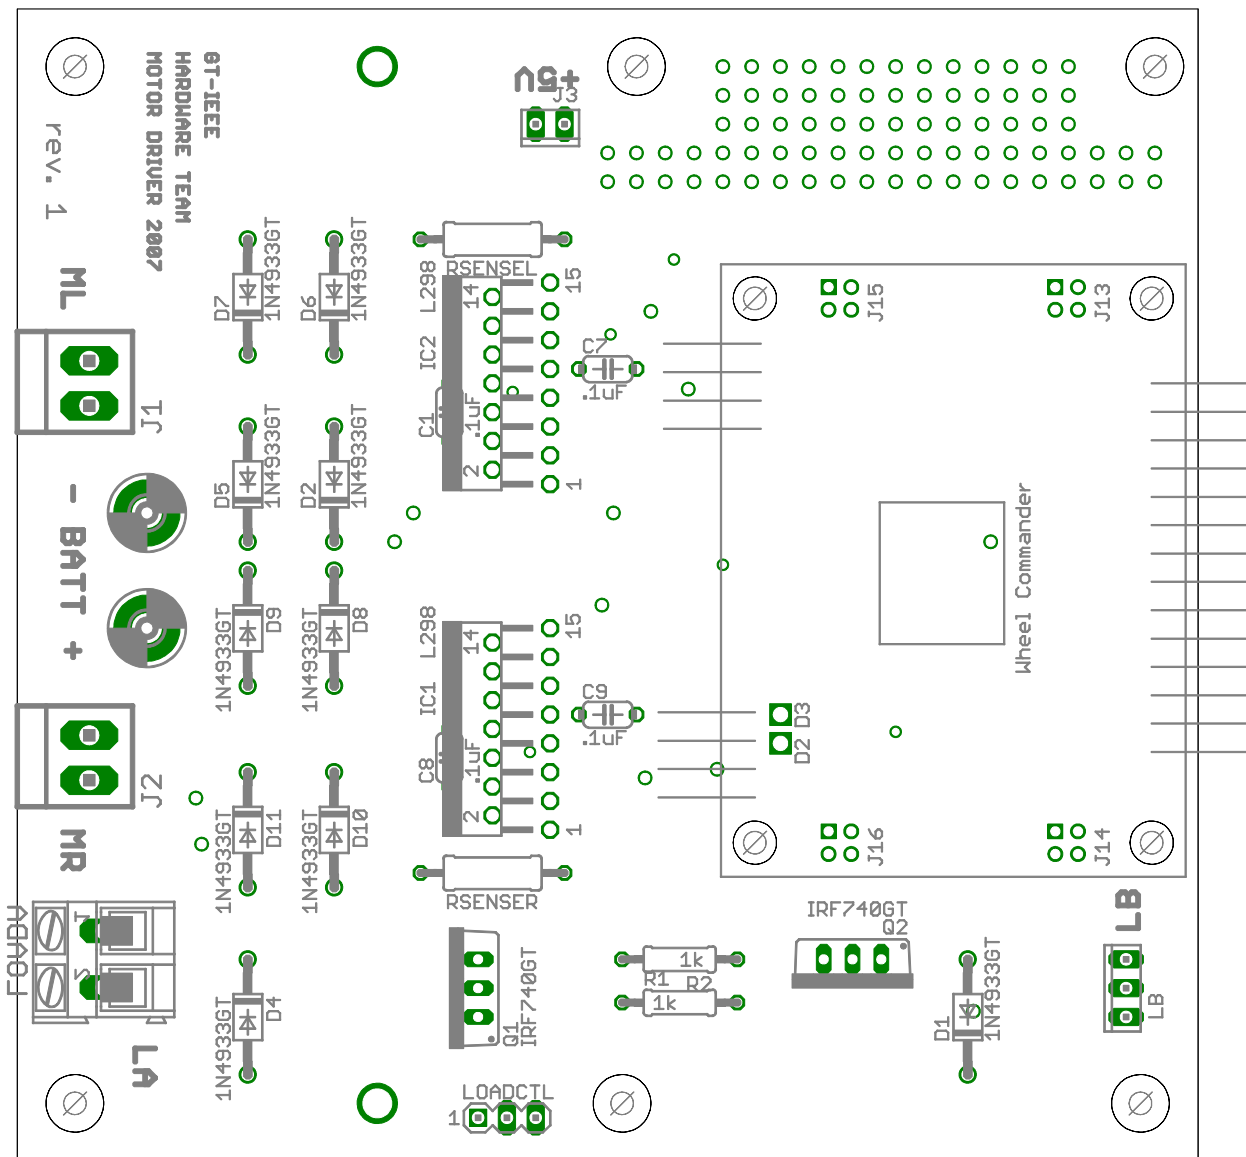 GT-IEEE
HARDWARE TEAM
MOTOR DRIVER 2007
rev. 1
+5V
J3
ML
J1
- BATT +
J2
MR
LA
D7
1N4933GT
D6
1N4933GT
D5
1N4933GT
D2
1N4933GT
1N4933GT
D9
1N4933GT
D8
1N4933GT
D11
1N4933GT
D10
1N4933GT
D4
RSENSEL
L298
IC2
14
15
2
1
C1
.1uF
C7
.1uF
L298
IC1
14
15
2
1
C8
.1uF
C9
.1uF
RSENSER
J15
J13
Wheel Commander
D3
D2
J16
J14
IRF740GT
Q1
IRF740GT
Q2
1k
R1
R2
1k
D1
1N4933GT
LB
LB
LOADCTL
1
1
2